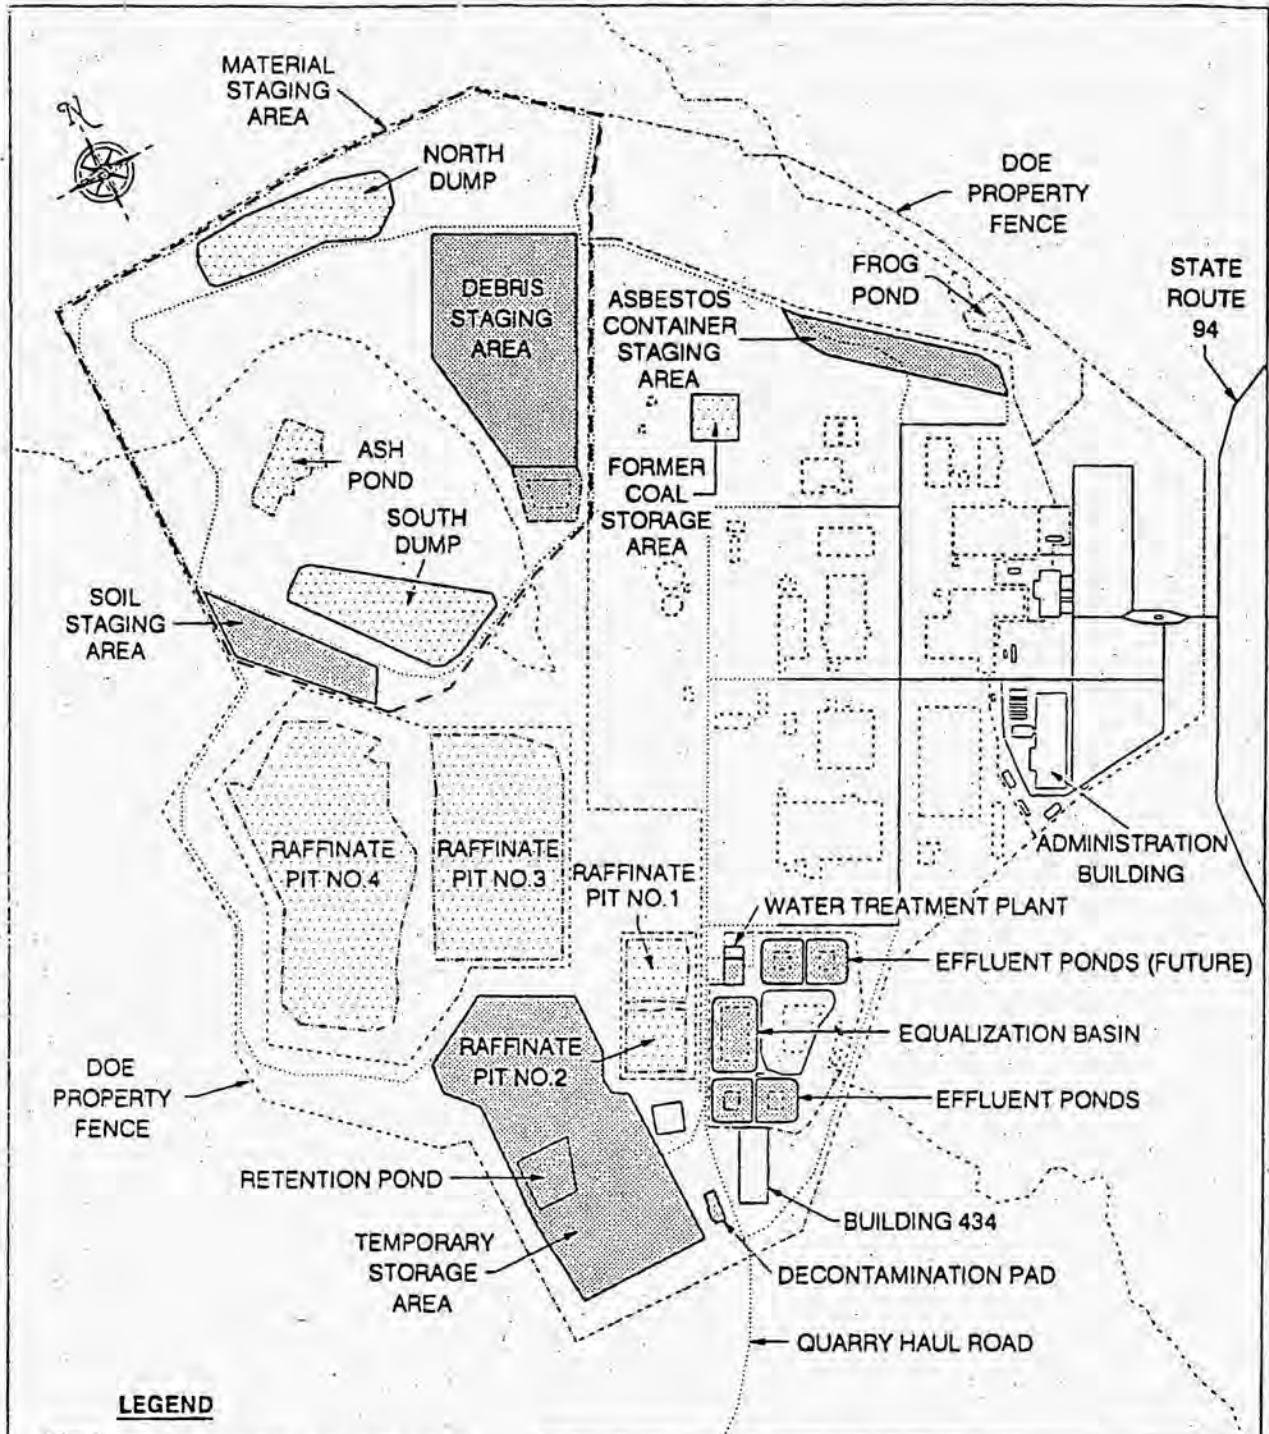 MATERIAL
STAGING
AREA
N
NORTH
DUMP
DOE
PROPERTY
FENCE
STATE
ROUTE
94
FROG
POND
DEBRIS
STAGING
AREA
ASBESTOS
CONTAINER
STAGING
AREA
ASH
POND
FORMER
COAL
STORAGE
AREA
SOUTH
DUMP
SOIL
STAGING
AREA
RAFFINATE
PIT NO.4
RAFFINATE
PIT NO.3
RAFFINATE
PIT NO.1
ADMINISTRATION
BUILDING
WATER TREATMENT PLANT
EFFLUENT PONDS (FUTURE)
EQUALIZATION BASIN
RAFFINATE
PIT NO.2
DOE
PROPERTY
FENCE
EFFLUENT PONDS
RETENTION POND
BUILDING 434
TEMPORARY
STORAGE
AREA
DECONTAMINATION PAD
QUARRY HAUL ROAD
LEGEND